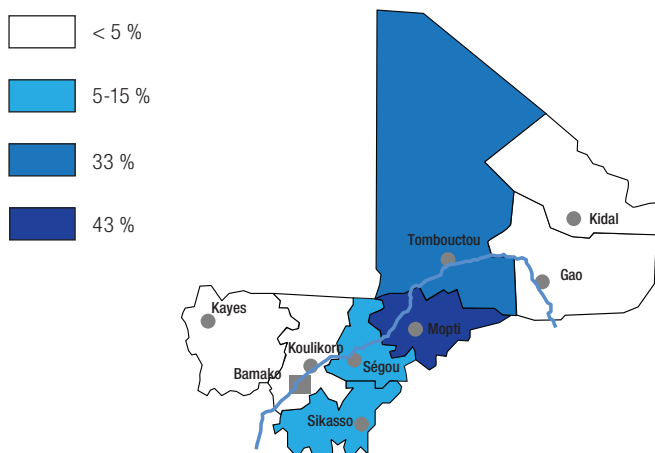 < 5 %
5-15 %
33 %
43 %
Kidal
Tombouctou
Gao
Kayes
Mopti
Koulikoro
Ségou
Bamako
Sikasso